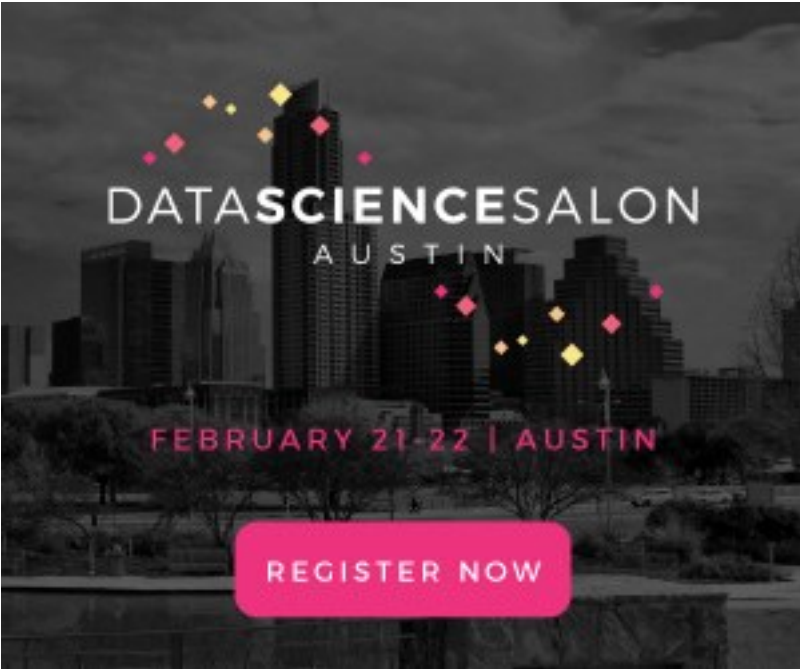 DATASCIENCESALON
AUSTIN
FEBRUARY 21-22 | AUSTIN
REGISTER NOW